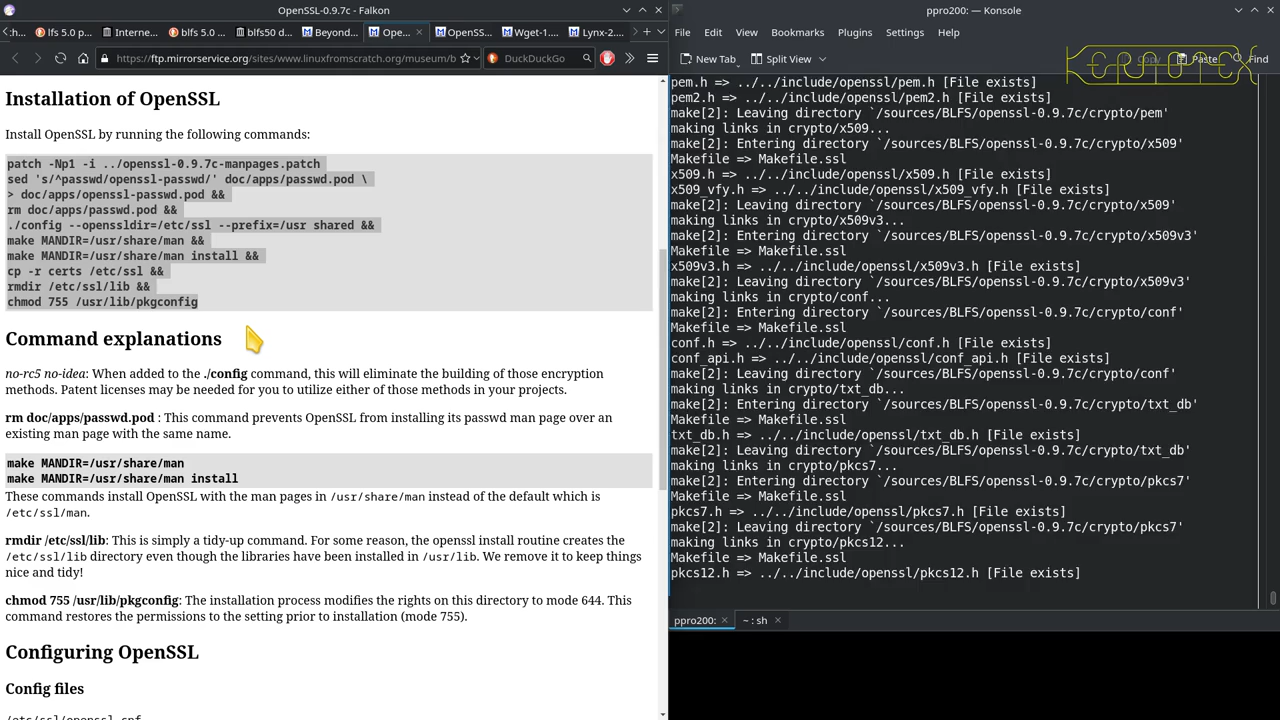 OpenSSL-0.9.7c - Falkon
:h...
lfs 5.0 p...
Interne...
blfs 5.0 ...
blfs50 d...
Beyond...
Ope...
OpenSS...
Wget-1....
Lynx-2....
https://ftp.mirrorservice.org/sites/www.linuxfromscratch.org/museum/b
DuckDuckGo
Installation of OpenSSL
Install OpenSSL by running the following commands:
patch -Np1 -i ../openssl-0.9.7c-manpages.patch
sed 's/^passwd/openssl-passwd/' doc/apps/passwd.pod \
> doc/apps/openssl-passwd.pod &&
rm doc/apps/passwd.pod &&
./config --openssldir=/etc/ssl --prefix=/usr shared &&
make MANDIR=/usr/share/man &&
make MANDIR=/usr/share/man install &&
cp -r certs /etc/ssl &&
rmdir /etc/ssl/lib &&
chmod 755 /usr/lib/pkgconfig
Command explanations
no-rc5 no-idea: When added to the ./config command, this will eliminate the building of those encryption
methods. Patent licenses may be needed for you to utilize either of those methods in your projects.
rm doc/apps/passwd.pod : This command prevents OpenSSL from installing its passwd man page over an
existing man page with the same name.
make MANDIR=/usr/share/man
make MANDIR=/usr/share/man install
These commands install OpenSSL with the man pages in /usr/share/man instead of the default which is
/etc/ssl/man.
rmdir /etc/ssl/lib: This is simply a tidy-up command. For some reason, the openssl install routine creates the
/etc/ssl/lib directory even though the libraries have been installed in /usr/lib. We remove it to keep things
nice and tidy!
chmod 755 /usr/lib/pkgconfig: The installation process modifies the rights on this directory to mode 644. This
command restores the permissions to the setting prior to installation (mode 755).
Configuring OpenSSL
Config files
/etc/ssl/openssl.cnf
ppro200: — Konsole
File Edit View Bookmarks Plugins Settings Help
New Tab Split View Copy Paste Find
pem.h => ../../include/openssl/pem.h [File exists]
pem2.h => ../../include/openssl/pem2.h [File exists]
make[2]: Leaving directory `/sources/BLFS/openssl-0.9.7c/crypto/pem'
making links in crypto/x509...
make[2]: Entering directory `/sources/BLFS/openssl-0.9.7c/crypto/x509'
Makefile => Makefile.ssl
x509.h => ../../include/openssl/x509.h [File exists]
x509_vfy.h => ../../include/openssl/x509_vfy.h [File exists]
make[2]: Leaving directory `/sources/BLFS/openssl-0.9.7c/crypto/x509'
making links in crypto/x509v3...
make[2]: Entering directory `/sources/BLFS/openssl-0.9.7c/crypto/x509v3'
Makefile => Makefile.ssl
x509v3.h => ../../include/openssl/x509v3.h [File exists]
make[2]: Leaving directory `/sources/BLFS/openssl-0.9.7c/crypto/x509v3'
making links in crypto/conf...
make[2]: Entering directory `/sources/BLFS/openssl-0.9.7c/crypto/conf'
Makefile => Makefile.ssl
conf.h => ../../include/openssl/conf.h [File exists]
conf_api.h => ../../include/openssl/conf_api.h [File exists]
make[2]: Leaving directory `/sources/BLFS/openssl-0.9.7c/crypto/conf'
making links in crypto/txt_db...
make[2]: Entering directory `/sources/BLFS/openssl-0.9.7c/crypto/txt_db'
Makefile => Makefile.ssl
txt_db.h => ../../include/openssl/txt_db.h [File exists]
make[2]: Leaving directory `/sources/BLFS/openssl-0.9.7c/crypto/txt_db'
making links in crypto/pkcs7...
make[2]: Entering directory `/sources/BLFS/openssl-0.9.7c/crypto/pkcs7'
Makefile => Makefile.ssl
pkcs7.h => ../../include/openssl/pkcs7.h [File exists]
make[2]: Leaving directory `/sources/BLFS/openssl-0.9.7c/crypto/pkcs7'
making links in crypto/pkcs12...
Makefile => Makefile.ssl
pkcs12.h => ../../include/openssl/pkcs12.h [File exists]
ppro200:
~ : sh